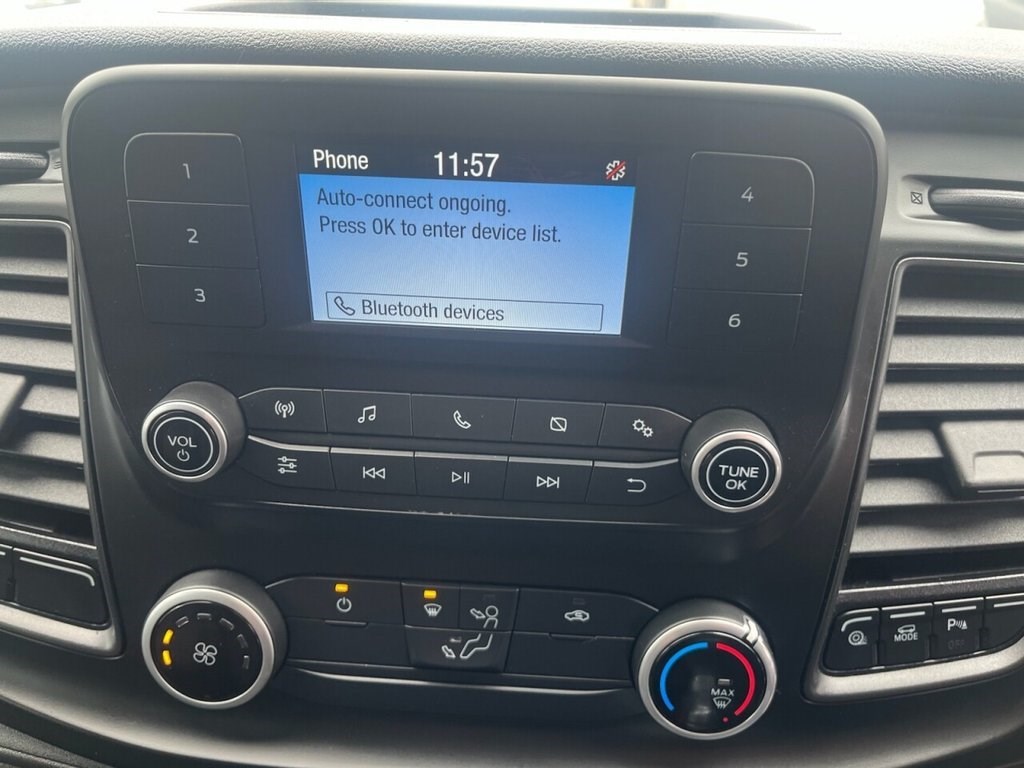 Phone 11:57
Auto-connect ongoing.
Press OK to enter device list.
Bluetooth devices
1
2
3
4
5
6
VOL
TUNE
OK
MAX
MODE
P